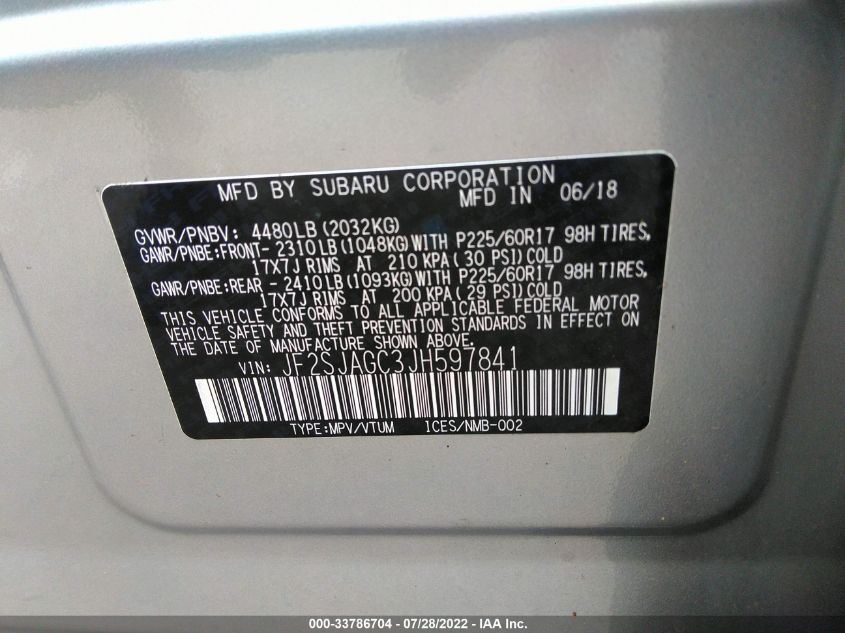 MFD BY SUBARU CORPORATION
MFD IN 06/18
GVWR/PNBV: 4480LB(2032KG)
GAWR/PNBE:FRONT- 2310LB(1048KG)WITH P225/60R17 98H TIRES,
17X7J RIMS AT 210 KPA(30 PSI)COLD
GAWR/PNBE:REAR - 2410LB(1093KG)WITH P225/60R17 98H TIRES,
17X7J RIMS AT 200 KPA(29 PSI)COLD
THIS VEHICLE CONFORMS TO ALL APPLICABLE FEDERAL MOTOR
VEHICLE SAFETY AND THEFT PREVENTION STANDARDS IN EFFECT ON
THE DATE OF MANUFACTURE SHOWN ABOVE.
VIN: JF2SJAGC3JH597841
TYPE:MPV/VTUM ICES/NMB-002
000-33786704 - 07/28/2022 - IAA Inc.